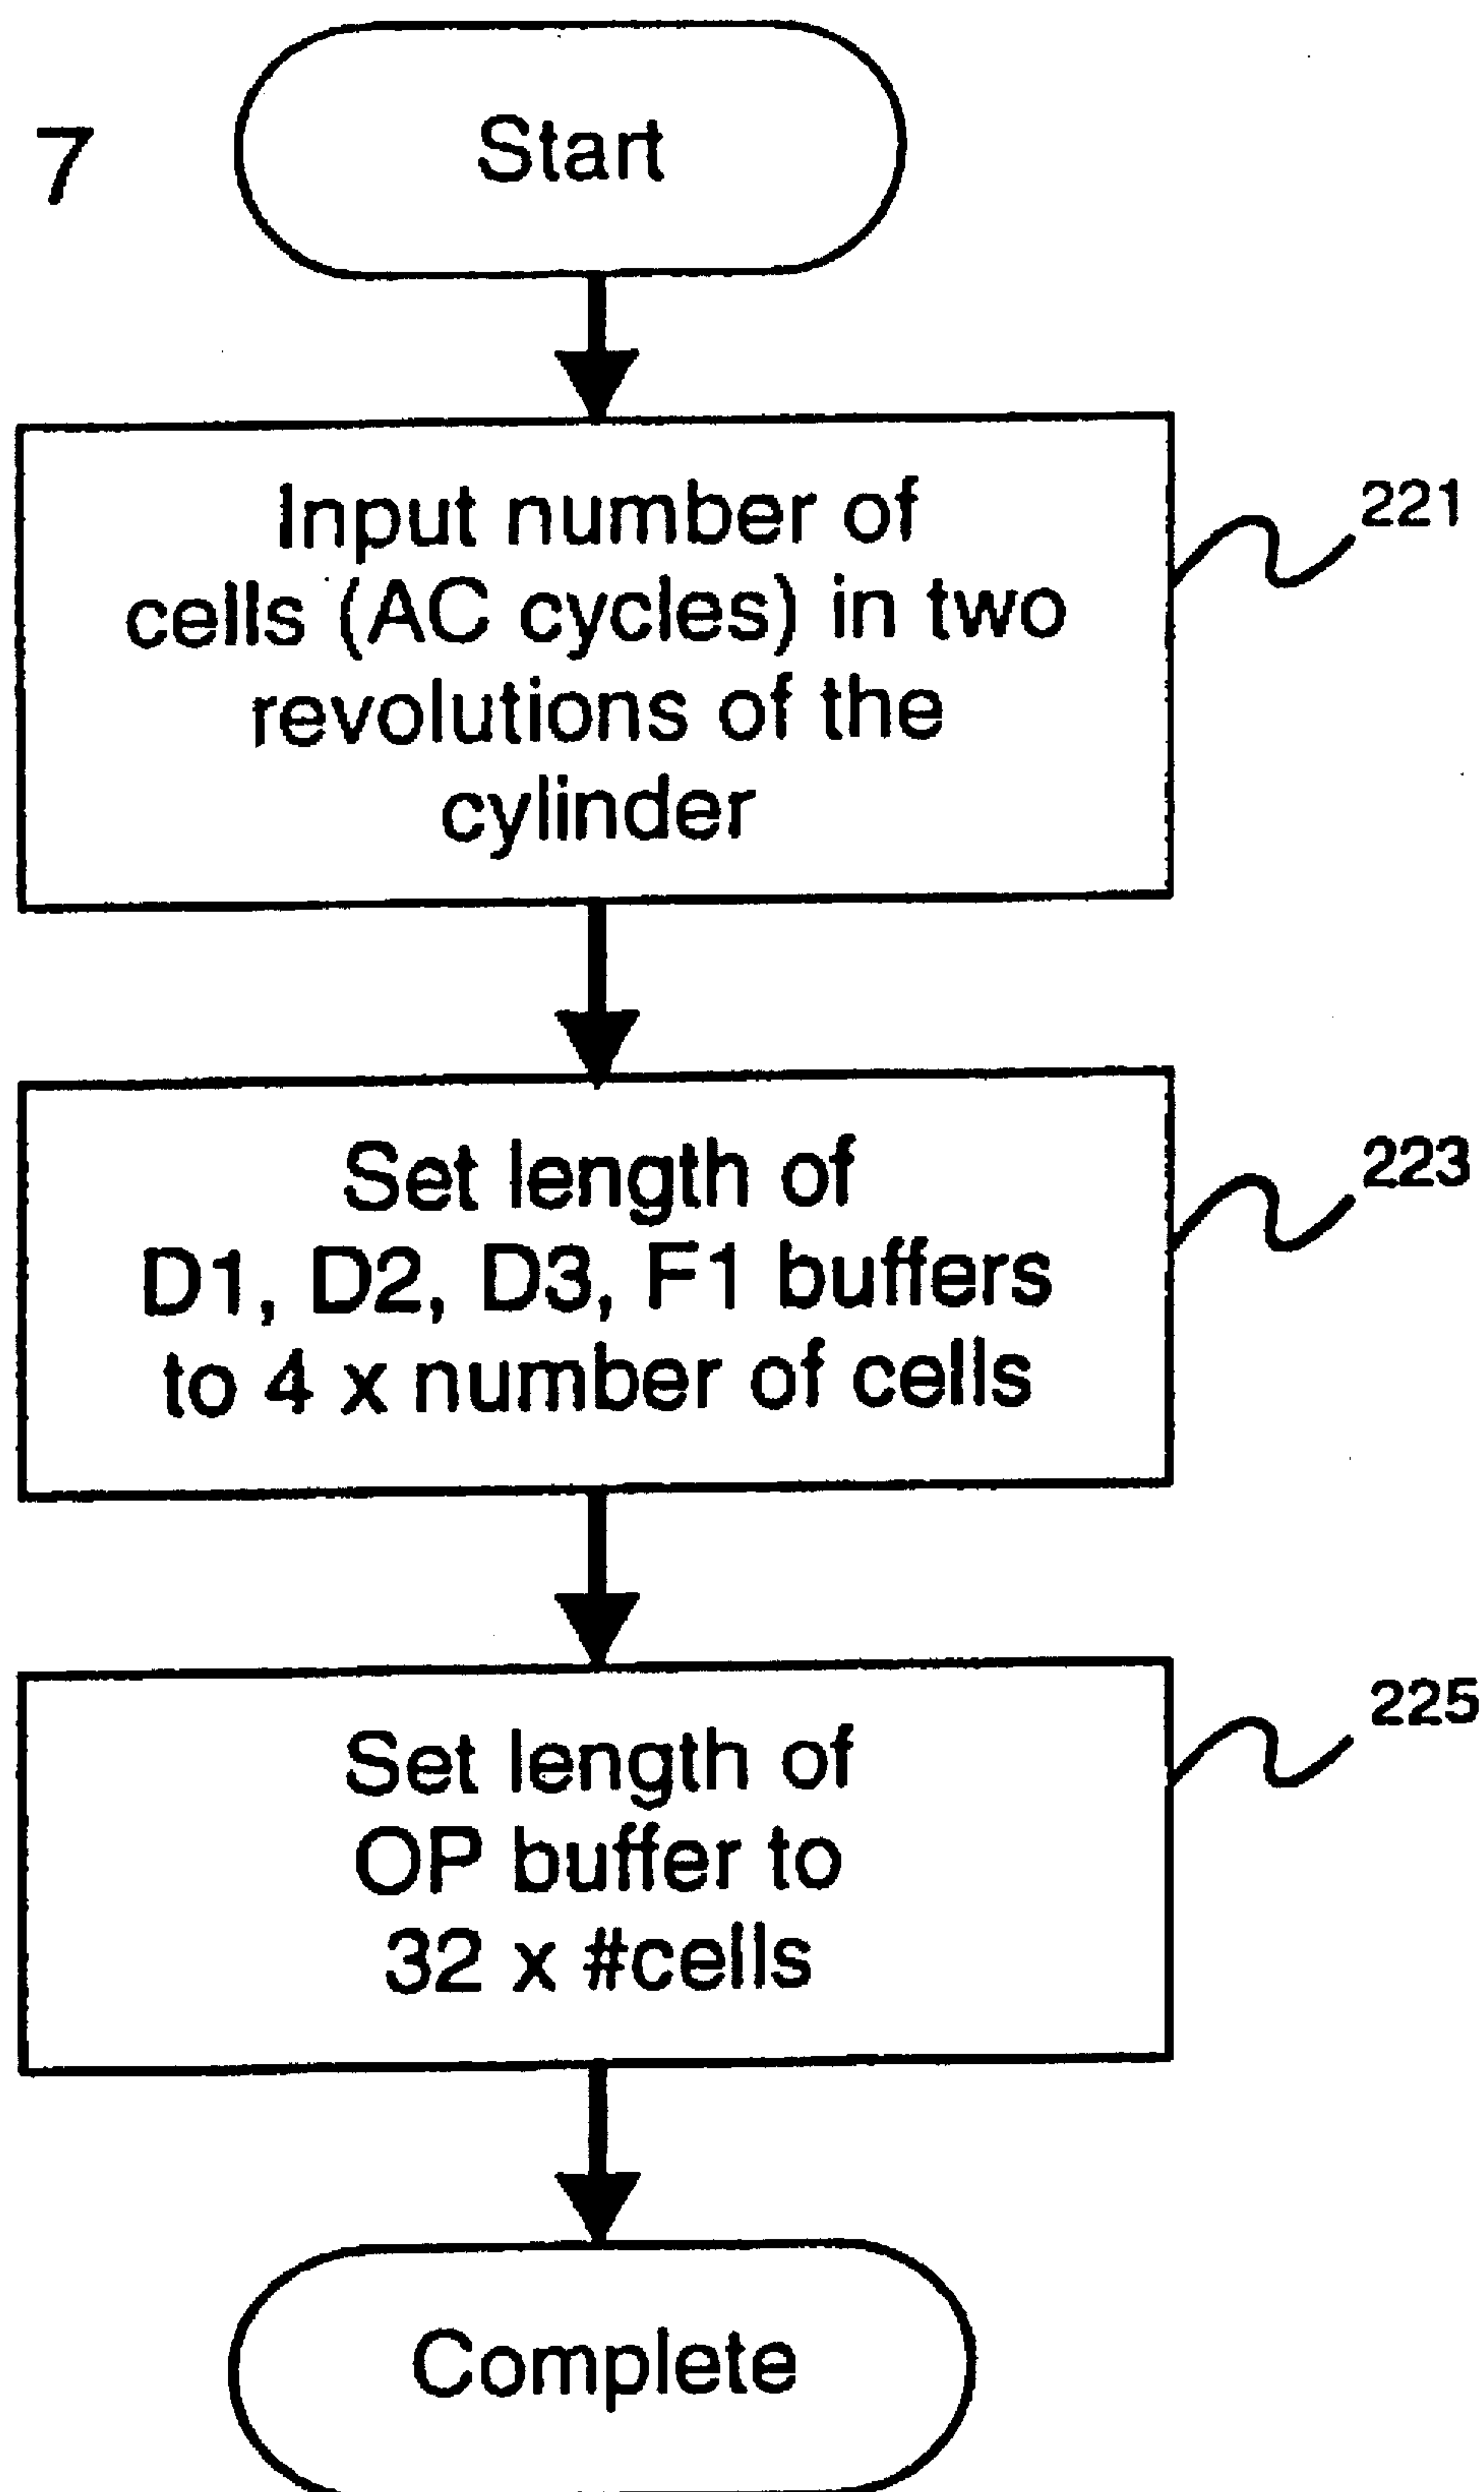 7
Start
Input number of
cells (AC cycles) in two
revolutions of the
cylinder
221
Set length of
D1, D2, D3, F1 buffers
to 4 x number of cells
223
Set length of
OP buffer to
32 x #cells
225
Complete